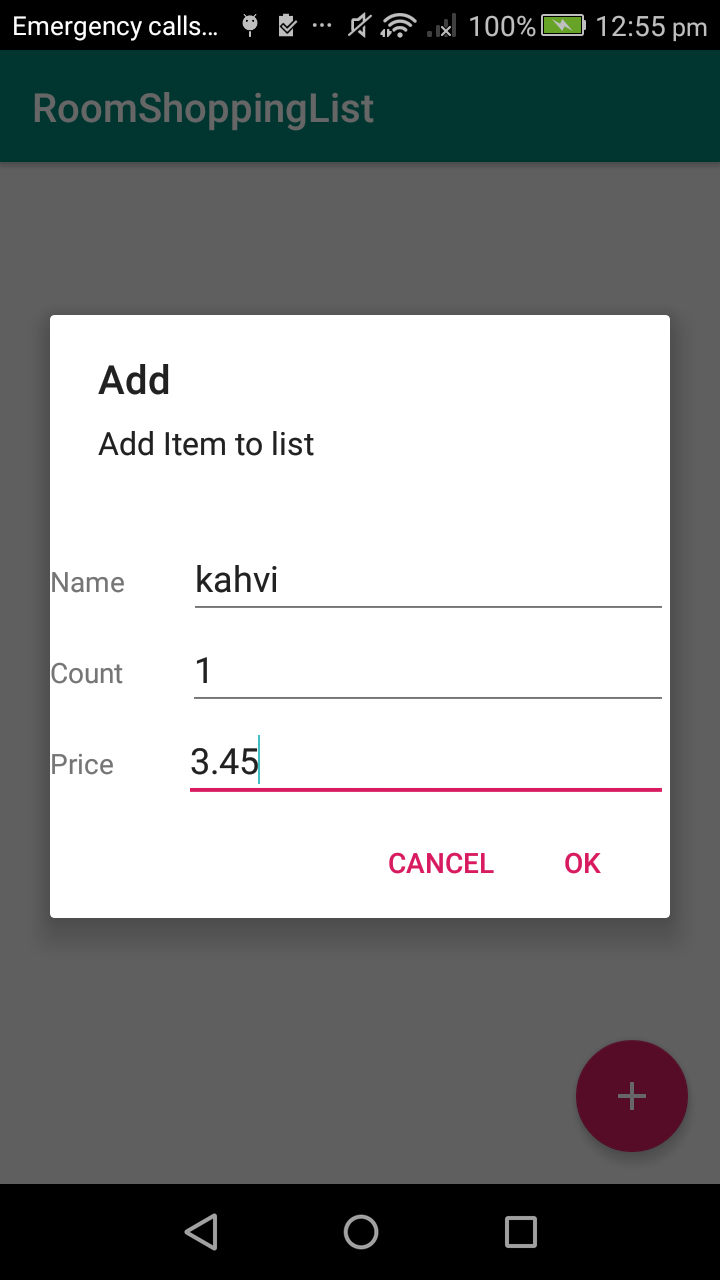 Emergency calls... 100% 12:55 pm
RoomShoppingList
Add
Add Item to list
Name kahvi
Count 1
Price 3.45
CANCEL OK